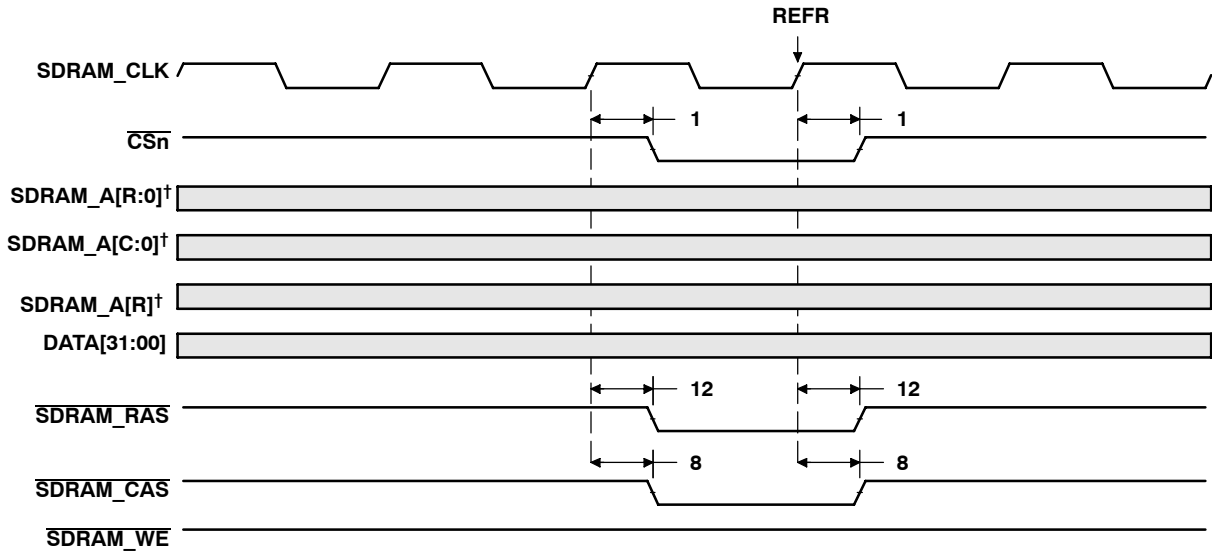 REFR
SDRAM_CLK
1 1
CSn
SDRAM_A[R:0]†
SDRAM_A[C:0]†
SDRAM_A[R]†
DATA[31:00]
12 12
SDRAM_RAS
8 8
SDRAM_CAS
SDRAM_WE